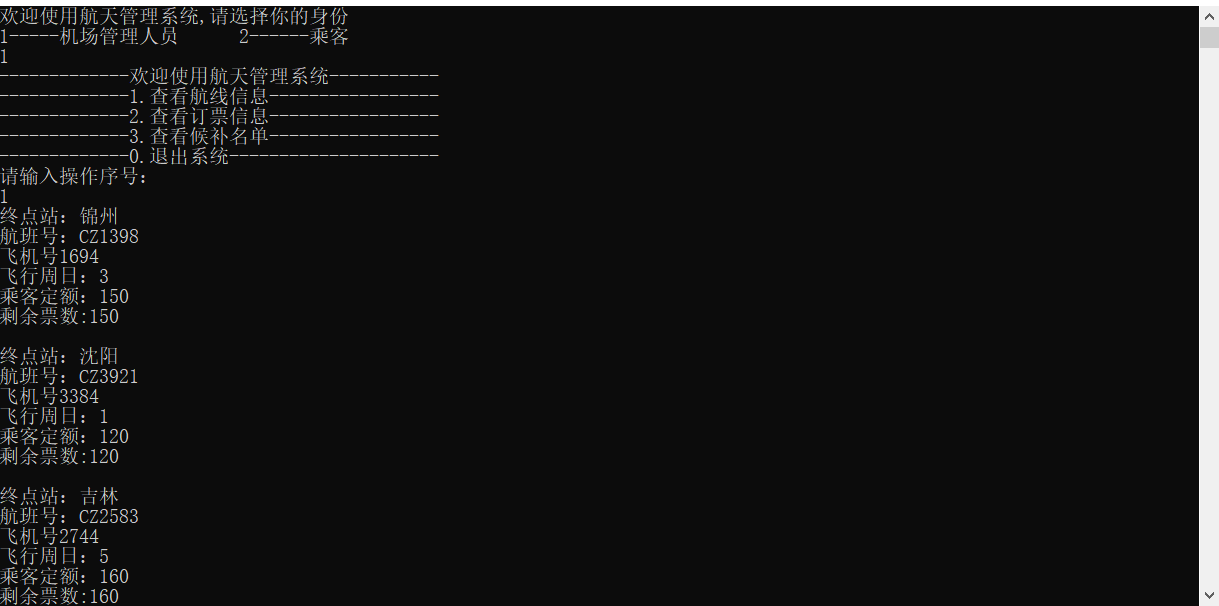 欢迎使用航天管理系统,请选择你的身份
1-----机场管理人员      2------乘客
1
-------------欢迎使用航天管理系统-----------
-------------1.查看航线信息-----------------
-------------2.查看订票信息-----------------
-------------3.查看候补名单-----------------
-------------0.退出系统---------------------
请输入操作序号：
1
终点站：锦州
航班号：CZ1398
飞机号1694
飞行周日：3
乘客定额：150
剩余票数:150
终点站：沈阳
航班号：CZ3921
飞机号3384
飞行周日：1
乘客定额：120
剩余票数:120
终点站：吉林
航班号：CZ2583
飞机号2744
飞行周日：5
乘客定额：160
剩余票数:160